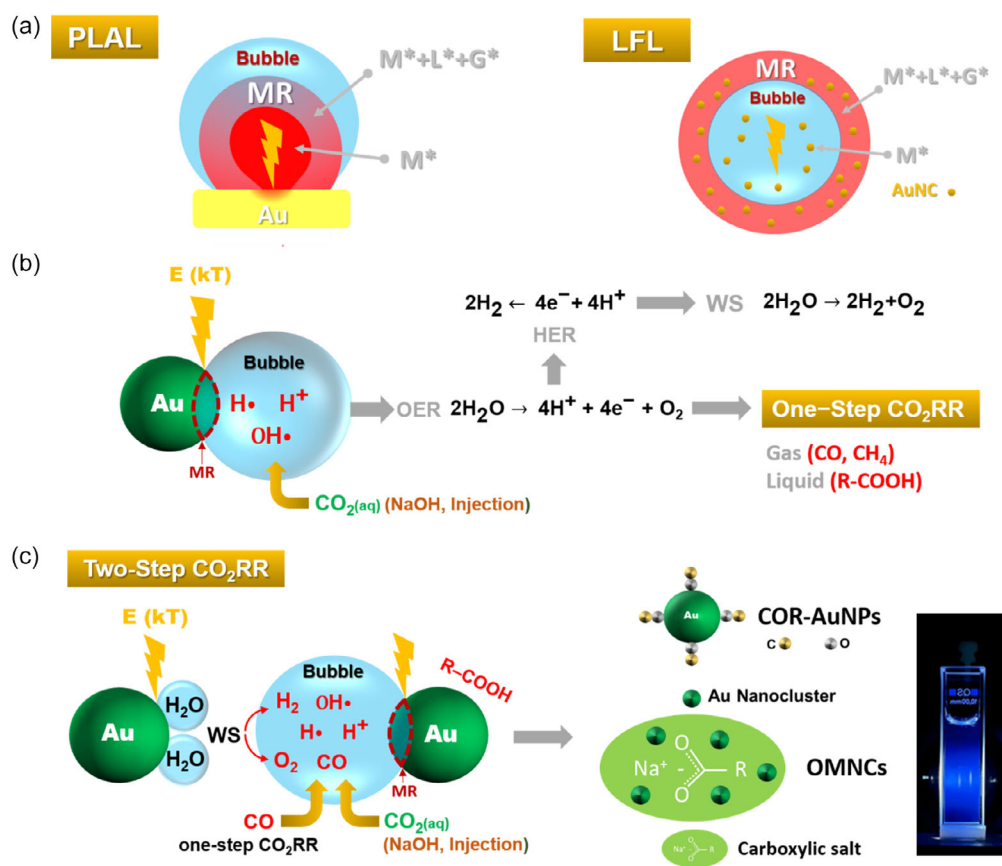 (a)
PLAL
Bubble
MR
M*+L*+G*
M*
Au
LFL
MR
Bubble
M*+L*+G*
M*
AuNC
(b)
E (kT)
Au
Bubble
H• H⁺
OH•
MR
CO₂(aq) (NaOH, Injection)
2H₂ ← 4e⁻ + 4H⁺
WS
2H₂O → 2H₂+O₂
HER
OER
2H₂O → 4H⁺ + 4e⁻ + O₂
One−Step CO₂RR
Gas (CO, CH₄)
Liquid (R-COOH)
(c)
Two-Step CO₂RR
E (kT)
Au
H₂O
H₂O
WS
Bubble
H₂ OH•
H• H⁺
O₂ CO
MR
Au
R–COOH
CO
one-step CO₂RR
CO₂(aq)
(NaOH, Injection)
Au
COR-AuNPs
C O
Au Nanocluster
Na⁺ - O O R
OMNCs
Na⁺ - O O R
Carboxylic salt
QS
10.00mm